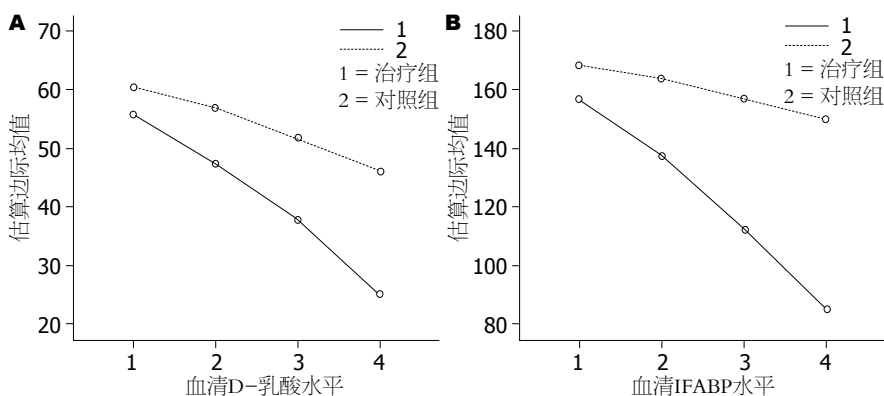 A
70
60
50
40
30
20
估算边际均值
1
2
1 = 治疗组
2 = 对照组
1 2 3 4
血清D-乳酸水平
B
180
160
140
120
100
80
估算边际均值
1
2
1 = 治疗组
2 = 对照组
1 2 3 4
血清IFABP水平